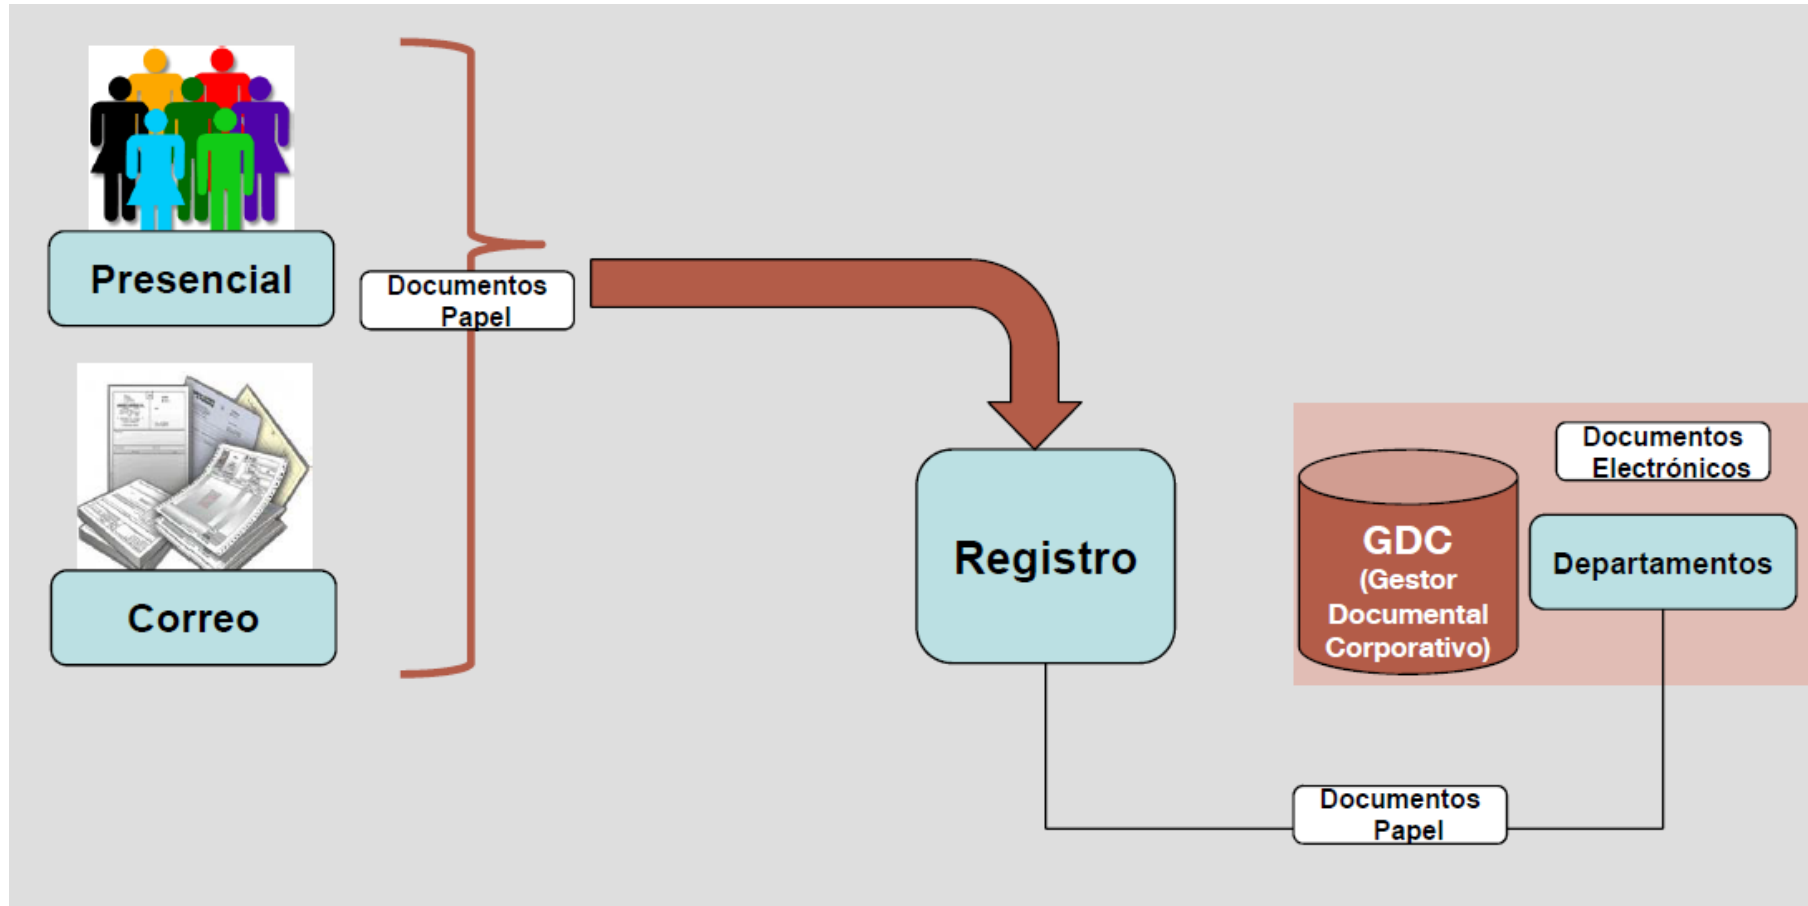 Presencial
Documentos
Papel
Correo
Registro
GDC
(Gestor
Documental
Corporativo)
Documentos
Electrónicos
Departamentos
Documentos
Papel